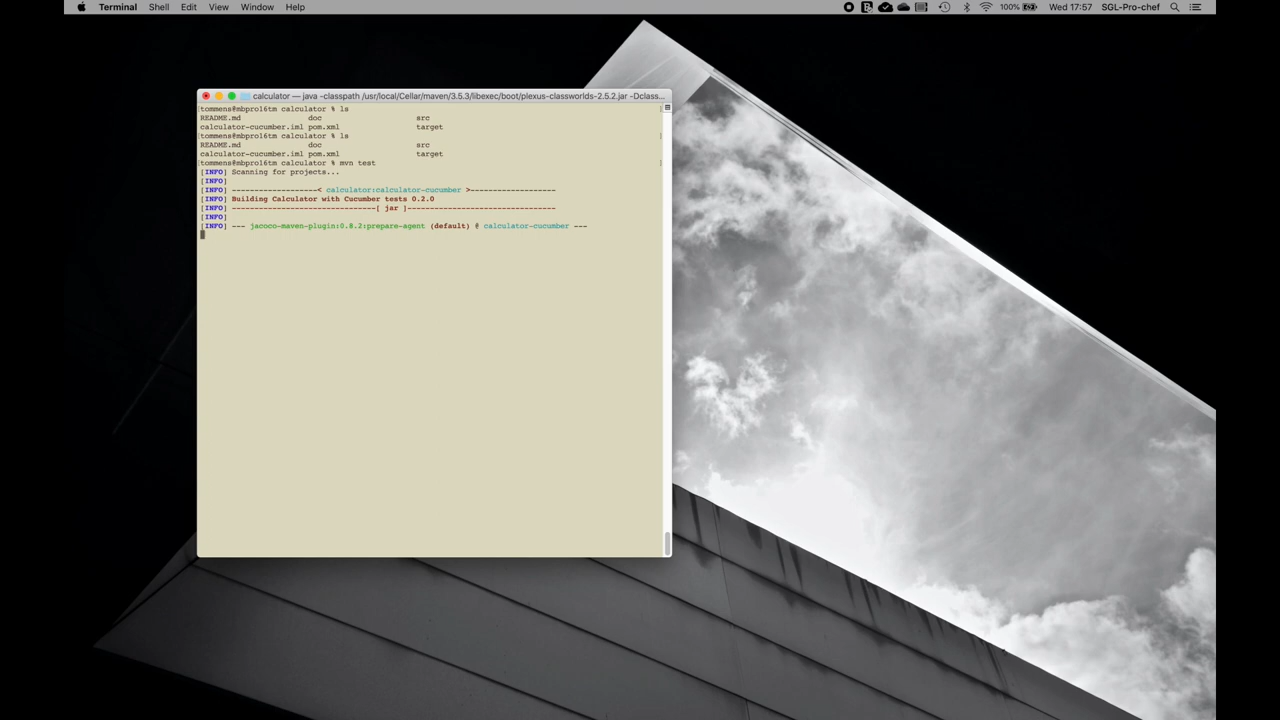 Terminal Shell Edit View Window Help 100% Wed 17:57 SGL-Pro-chef
calculator — java -classpath /usr/local/Cellar/maven/3.5.3/libexec/boot/plexus-classworlds-2.5.2.jar -Dclass...
tommens@mbpro16tm calculator % ls
README.md doc src
calculator-cucumber.iml pom.xml target
tommens@mbpro16tm calculator % ls
README.md doc src
calculator-cucumber.iml pom.xml target
tommens@mbpro16tm calculator % mvn test
[INFO] Scanning for projects...
[INFO]
[INFO] -------------------< calculator:calculator-cucumber >-------------------
[INFO] Building Calculator with Cucumber tests 0.2.0
[INFO] --------------------------------[ jar ]---------------------------------
[INFO]
[INFO] --- jacoco-maven-plugin:0.8.2:prepare-agent (default) @ calculator-cucumber ---